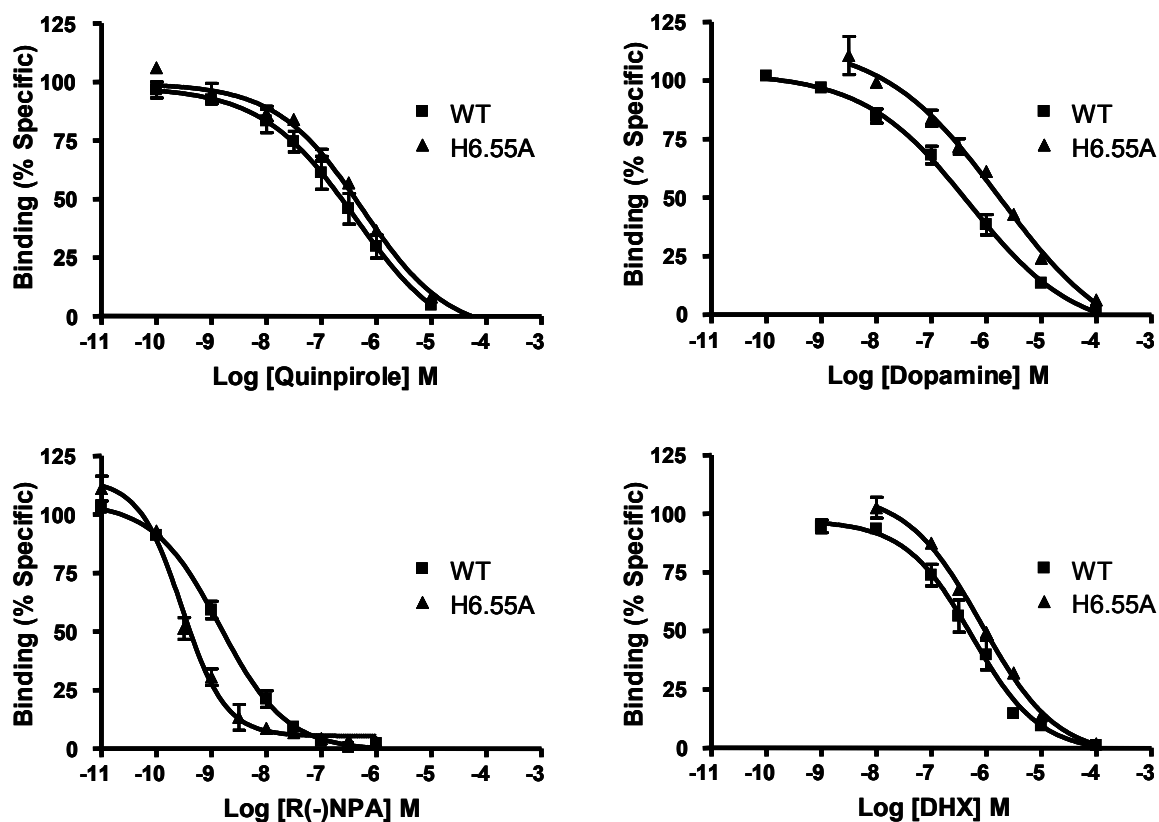 125
100
75
50
25
0
Binding (% Specific)
WT
H6.55A
-11 -10 -9 -8 -7 -6 -5 -4 -3
Log [Quinpirole] M
125
100
75
50
25
0
Binding (% Specific)
WT
H6.55A
-11 -10 -9 -8 -7 -6 -5 -4 -3
Log [Dopamine] M
125
100
75
50
25
0
Binding (% Specific)
WT
H6.55A
-11 -10 -9 -8 -7 -6 -5 -4 -3
Log [R(-)NPA] M
125
100
75
50
25
0
Binding (% Specific)
WT
H6.55A
-11 -10 -9 -8 -7 -6 -5 -4 -3
Log [DHX] M